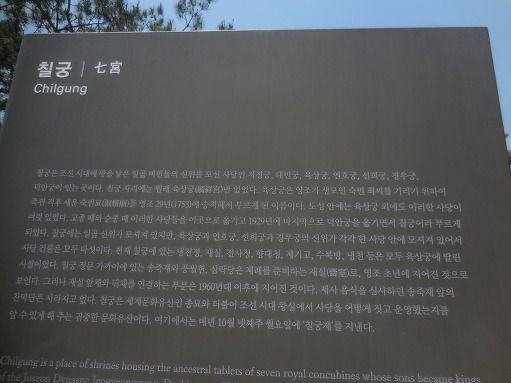 칠궁 | 七宮
Chilgung
칠궁은 조선 시대에 왕을 낳은 일곱 비빈들의 신위를 모신 사당인 저경궁, 대빈궁, 육상궁, 연호궁, 선희궁, 경우궁,
덕안궁이 있는 곳이다. 칠궁 자리에는 원래 육상궁(毓祥宮)만 있었다. 육상궁은 영조가 생모인 숙빈 최씨를 기리기 위하여
즉위 직후 세운 숙빈묘(淑嬪廟)를 영조 29년(1753)에 승격해서 부르게 된 이름이다. 도성 안에는 육상궁 외에도 이러한 사당이
여럿 있었다. 고종 때와 순종 때 이러한 사당들을 이곳으로 옮기고 1929년에 마지막으로 덕안궁을 옮기면서 칠궁이라 부르게
되었다. 칠궁에는 일곱 신위가 모셔져 있지만, 육상궁과 연호궁, 선희궁과 경우궁의 신위가 각각 한 사당 안에 모셔져 있어서
사당 건물은 모두 다섯이다. 현재 칠궁에 있는 냉천정, 재실, 전사청, 향대청, 제기고, 수복방, 냉천 등은 모두 육상궁에 딸린
시설이었다. 칠궁 정문 가까이에 있는 송죽재와 풍월헌, 삼락당은 제례를 준비하는 재실(齋室)로, 영조 초년에 지어진 것으로
보인다. 그러나 재실 앞채와 뒤채를 연결하는 부분은 1960년대 이후에 지어진 것이다. 제사 음식을 심사하던 송죽재 앞의
찬막단은 사라지고 없다. 칠궁은 세계문화유산인 종묘와 더불어 조선 시대 왕실에서 사당을 어떻게 짓고 운영했는지를
알 수 있게 해 주는 귀중한 문화유산이다. 여기에서는 매년 10월 넷째주 월요일에 '칠궁제'를 지낸다.
Chilgung is a place of shrines housing the ancestral tablets of seven royal concubines whose sons became kings
of the Joseon Dynasty: Jeogyeonggung,